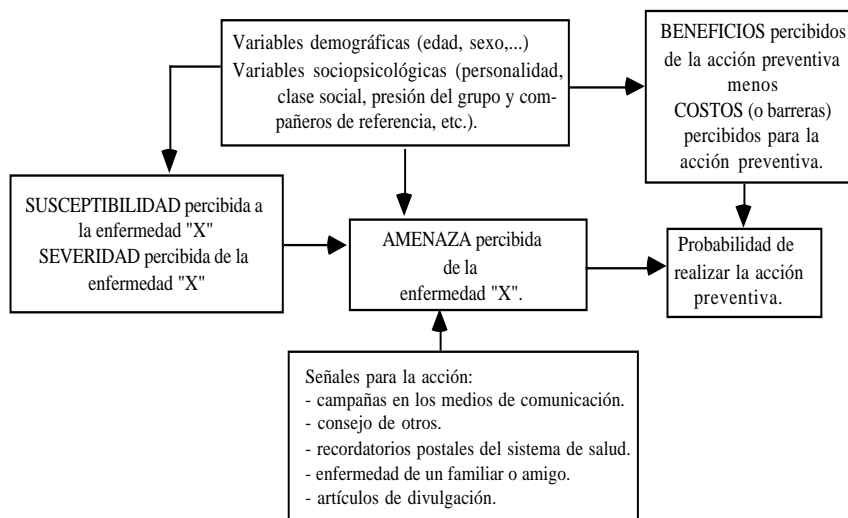 Variables demográficas (edad, sexo,...)
Variables sociopsicológicas (personalidad,
clase social, presión del grupo y com-
pañeros de referencia, etc.).
BENEFICIOS percibidos
de la acción preventiva
menos
COSTOS (o barreras)
percibidos para la
acción preventiva.
SUSCEPTIBILIDAD percibida a
la enfermedad "X"
SEVERIDAD percibida de la
enfermedad "X"
AMENAZA percibida
de la
enfermedad "X".
Probabilidad de
realizar la acción
preventiva.
Señales para la acción:
- campañas en los medios de comunicación.
- consejo de otros.
- recordatorios postales del sistema de salud.
- enfermedad de un familiar o amigo.
- artículos de divulgación.